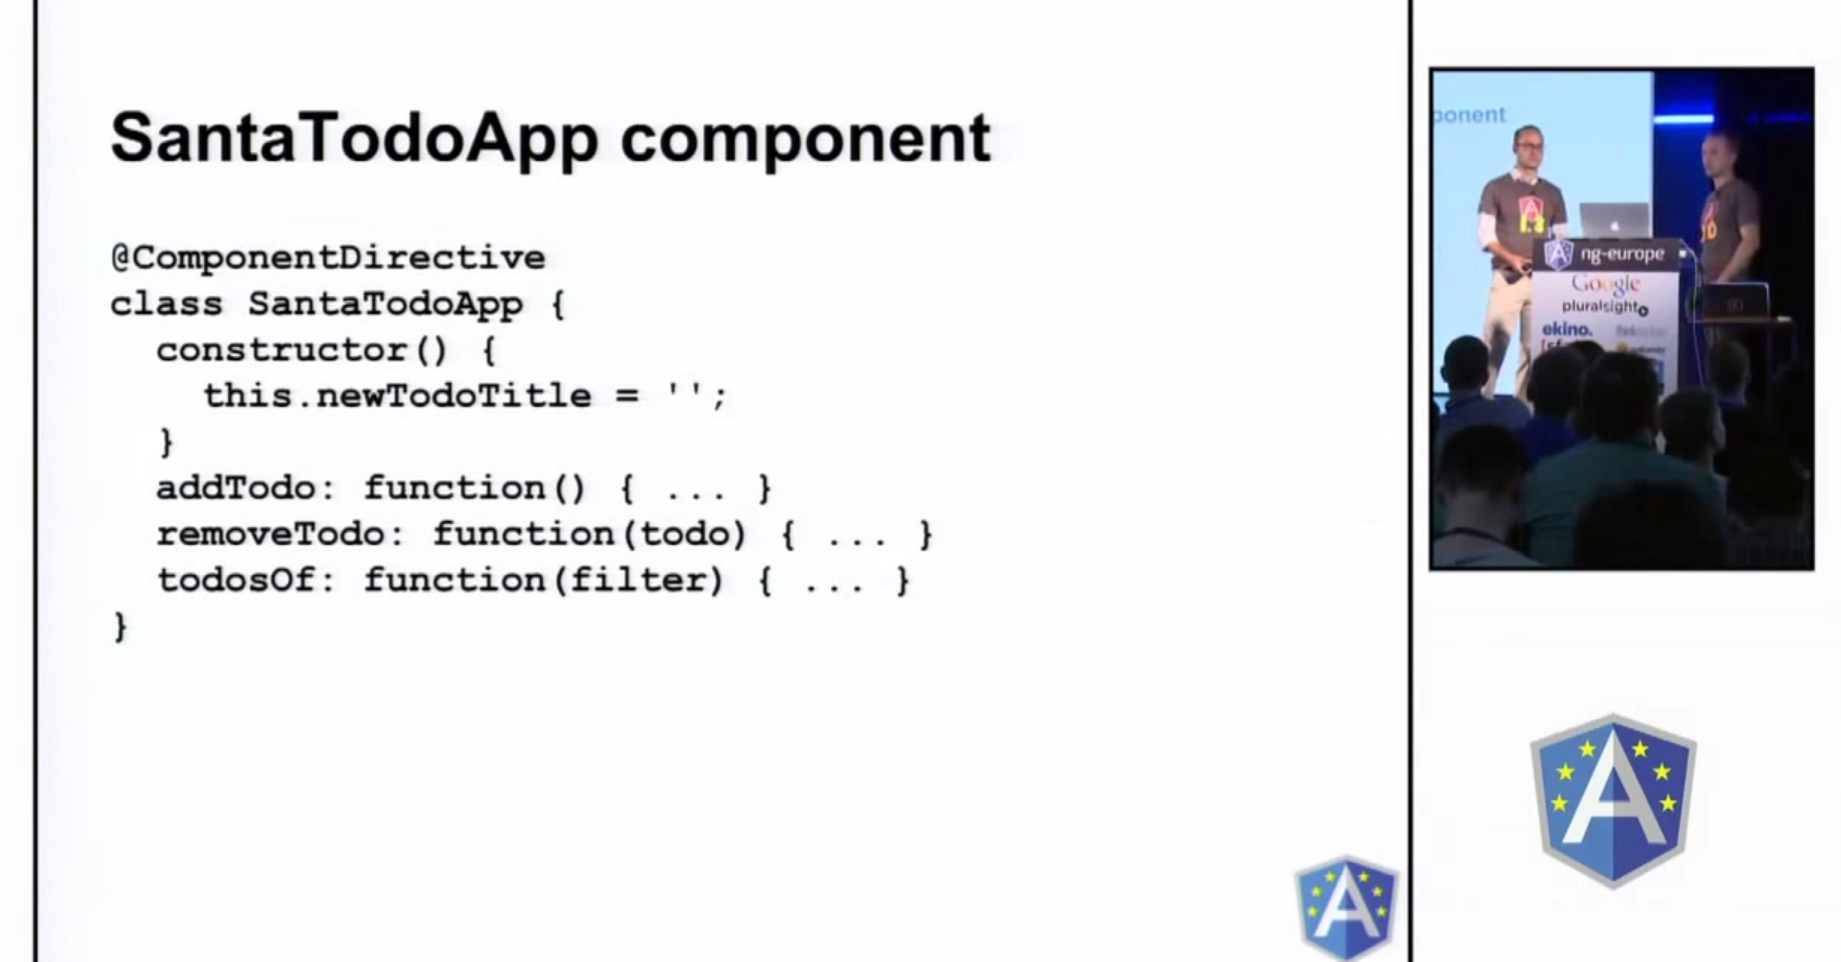 SantaTodoApp component
@ComponentDirective
class SantaTodoApp {
constructor() {
this.newTodoTitle = '';
}
addTodo: function() { ... }
removeTodo: function(todo) { ... }
todosOf: function(filter) { ... }
}
ponent
ng-europe
Google
pluralsight
ekino.
A
A